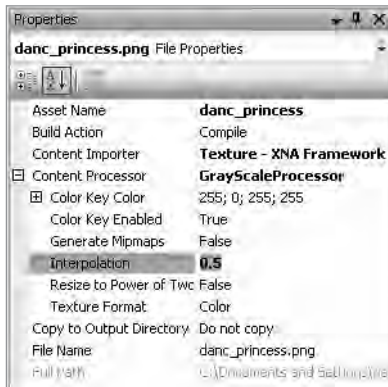 Properties
danc_princess.png File Properties
Asset Name danc_princess
Build Action Compile
Content Importer Texture - XNA Framework
Content Processor GrayScaleProcessor
Color Key Color 255; 0; 255; 255
Color Key Enabled True
Generate Mipmaps False
Interpolation 0.5
Resize to Power of Twc False
Texture Format Color
Copy to Output Directory Do not copy
File Name danc_princess.png
Full Path